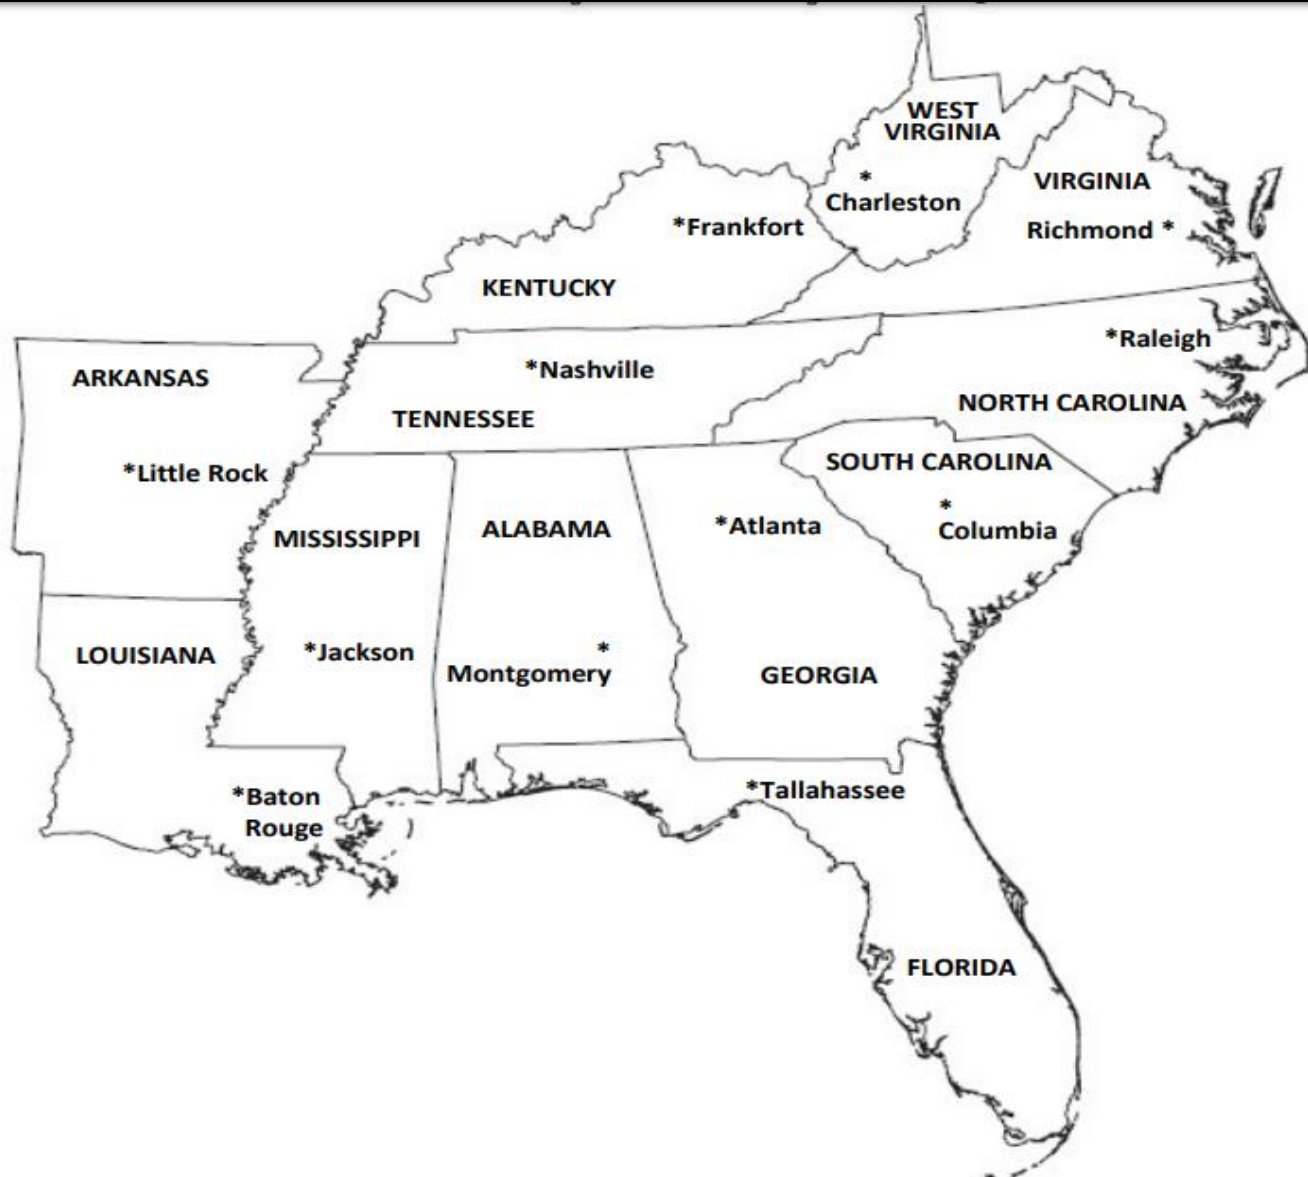 WEST
VIRGINIA
*
Charleston
VIRGINIA
Richmond *
*Frankfort
KENTUCKY
*Raleigh
NORTH CAROLINA
*Nashville
TENNESSEE
ARKANSAS
*Little Rock
SOUTH CAROLINA
*
Columbia
MISSISSIPPI
*Jackson
ALABAMA
*
Montgomery
*Atlanta
GEORGIA
LOUISIANA
*Baton
Rouge
*Tallahassee
FLORIDA